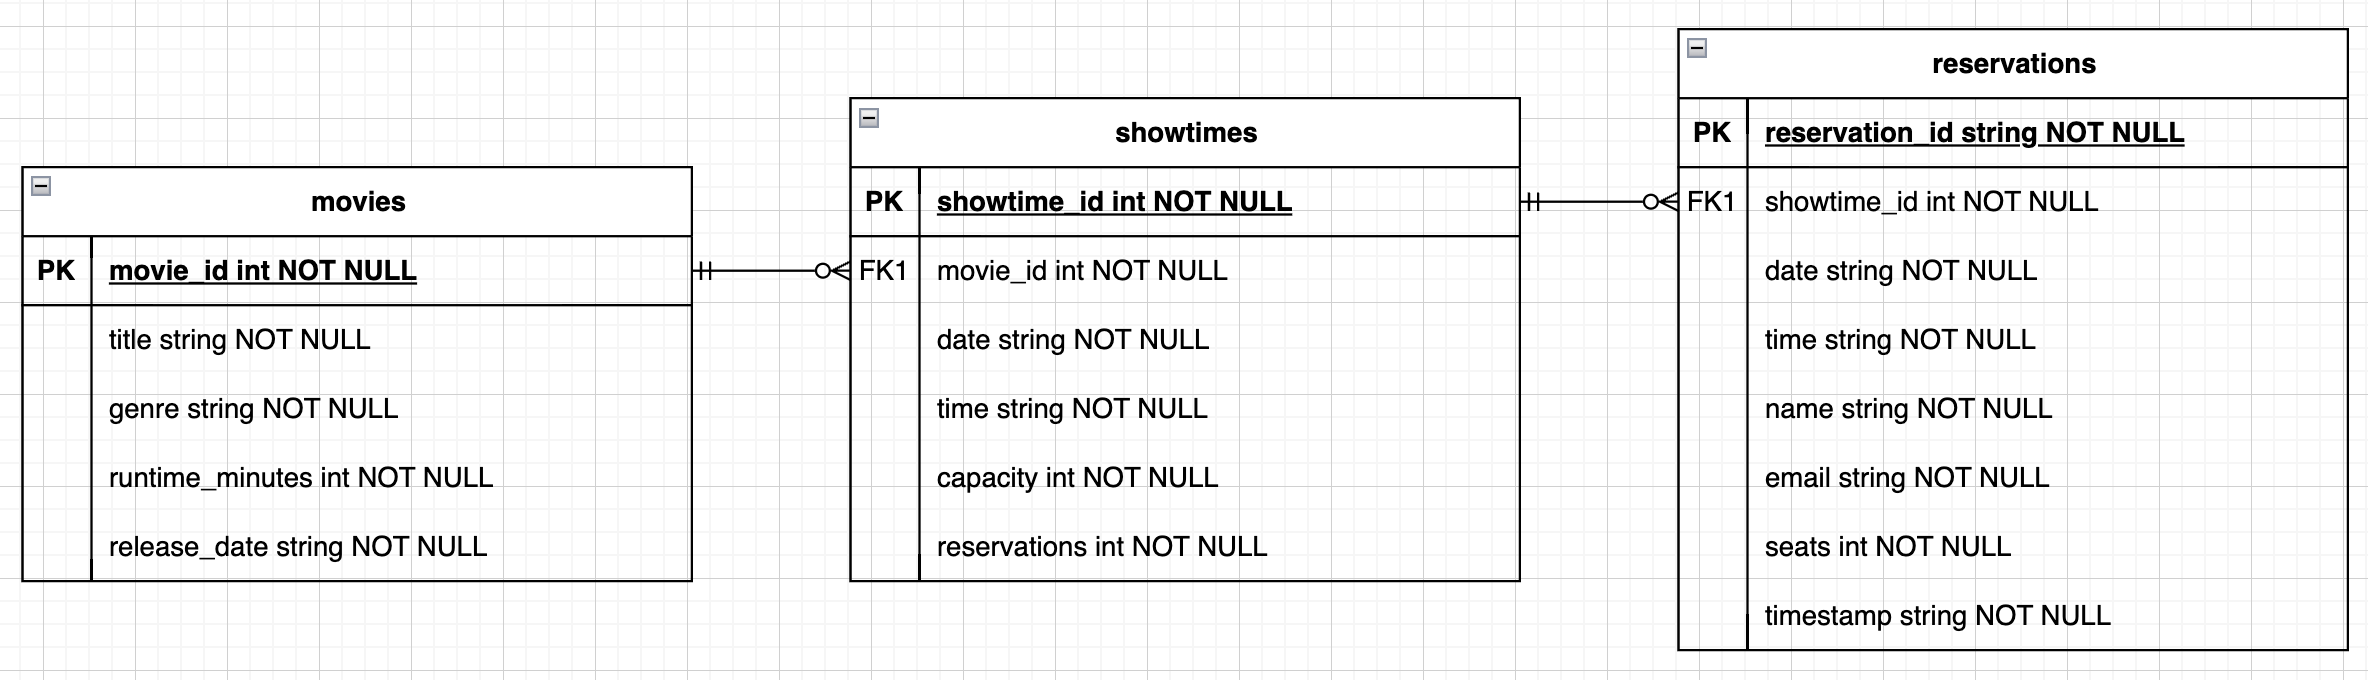 movies
PK movie_id int NOT NULL
title string NOT NULL
genre string NOT NULL
runtime_minutes int NOT NULL
release_date string NOT NULL
showtimes
PK showtime_id int NOT NULL
FK1 movie_id int NOT NULL
date string NOT NULL
time string NOT NULL
capacity int NOT NULL
reservations int NOT NULL
reservations
PK reservation_id string NOT NULL
FK1 showtime_id int NOT NULL
date string NOT NULL
time string NOT NULL
name string NOT NULL
email string NOT NULL
seats int NOT NULL
timestamp string NOT NULL